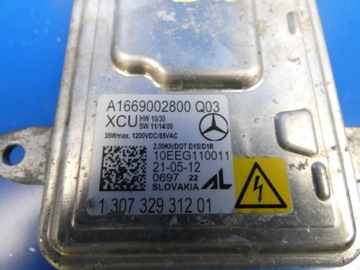 A1669002800 Q03
XCU HW 10/30
SW 11/14/00
35Wmax. 1200VDC/85VAC
2.00Kh/DOT D1S/D1R
10EEG110011
21-05-12
0697 22
SLOVAKIA AL
1 307 329 312 01